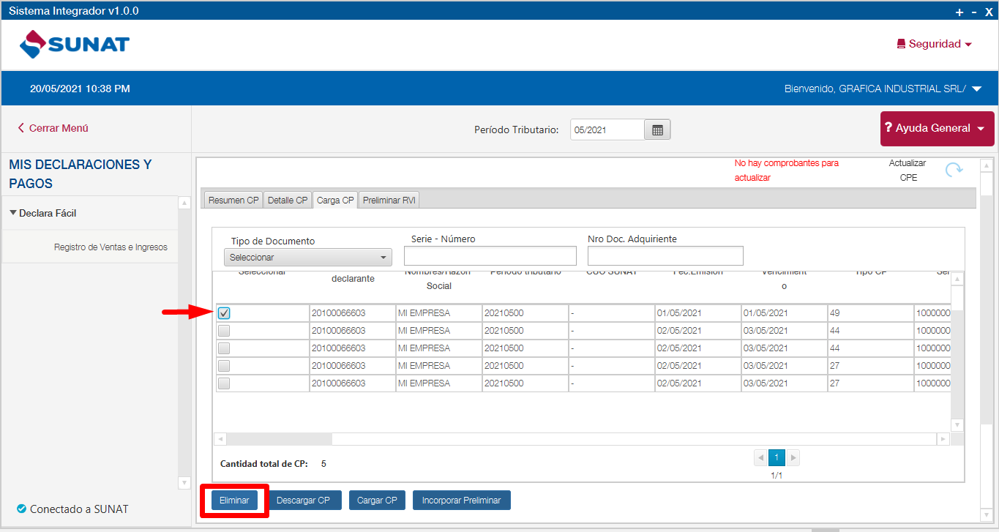 Sistema Integrador v1.0.0
+ - X
SUNAT
Seguridad
20/05/2021 10:38 PM
Bienvenido, GRAFICA INDUSTRIAL SRL/
Cerrar Menú
Período Tributario:
05/2021
? Ayuda General
MIS DECLARACIONES Y
PAGOS
Declara Fácil
Registro de Ventas e Ingresos
Conectado a SUNAT
No hay comprobantes para
actualizar
Actualizar
CPE
Resumen CP Detalle CP Carga CP Preliminar RVI
Tipo de Documento Serie - Número Nro Doc. Adquiriente
Seleccionar
Seleccionar Nombres/Razón Periodo tributario CUO SUNAT Fec.Emisión Vencimient Tipo CP Ser
declarante Social o
20100066603 MI EMPRESA 20210500 - 01/05/2021 01/05/2021 49 1000000
20100066603 MI EMPRESA 20210500 - 02/05/2021 03/05/2021 44 1000000
20100066603 MI EMPRESA 20210500 - 02/05/2021 03/05/2021 44 1000000
20100066603 MI EMPRESA 20210500 - 02/05/2021 03/05/2021 27 1000000
20100066603 MI EMPRESA 20210500 - 02/05/2021 03/05/2021 27 1000000
Cantidad total de CP: 5
1
1/1
Eliminar Descargar CP Cargar CP Incorporar Preliminar